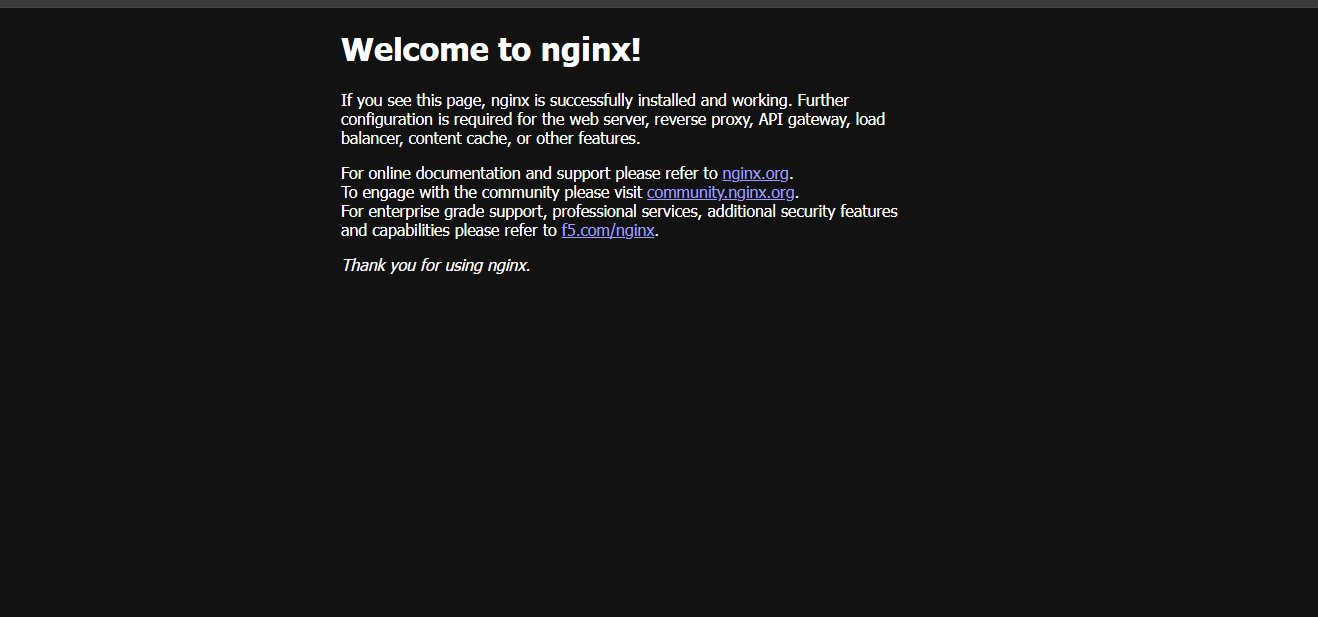 Welcome to nginx!
If you see this page, nginx is successfully installed and working. Further
configuration is required for the web server, reverse proxy, API gateway, load
balancer, content cache, or other features.
For online documentation and support please refer to nginx.org.
To engage with the community please visit community.nginx.org.
For enterprise grade support, professional services, additional security features
and capabilities please refer to f5.com/nginx.
Thank you for using nginx.